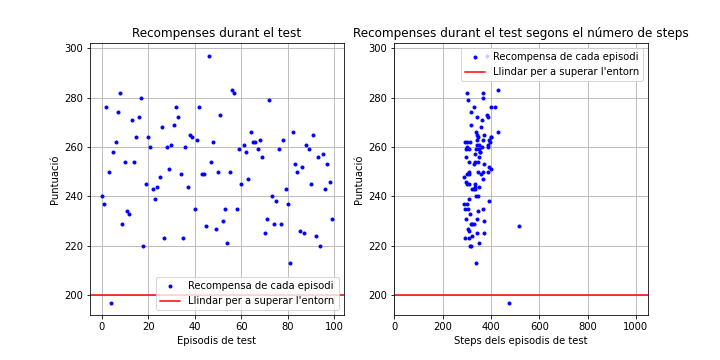 Recompenses durant el test
300
280
260
240
220
200
Puntuació
Recompensa de cada episodi
Llindar per a superar l'entorn
0
20
40
60
80
100
Episodis de test
Recompenses durant el test segons el número de steps
300
280
260
240
220
200
Puntuació
Recompensa de cada episodi
Llindar per a superar l'entorn
0
200
400
600
800
1000
Steps dels episodis de test